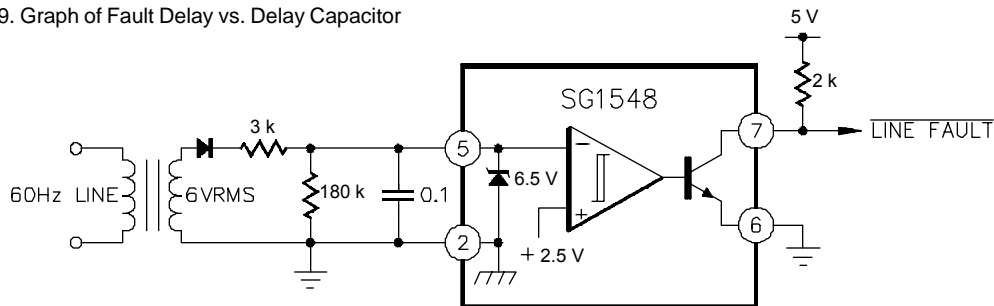 9. Graph of Fault Delay vs. Delay Capacitor
5 V
2 k
SG1548
7
LINE FAULT
3 k
5
6.5 V
60Hz LINE
6VRMS
180 k
0.1
−
+
+ 2.5 V
2
6